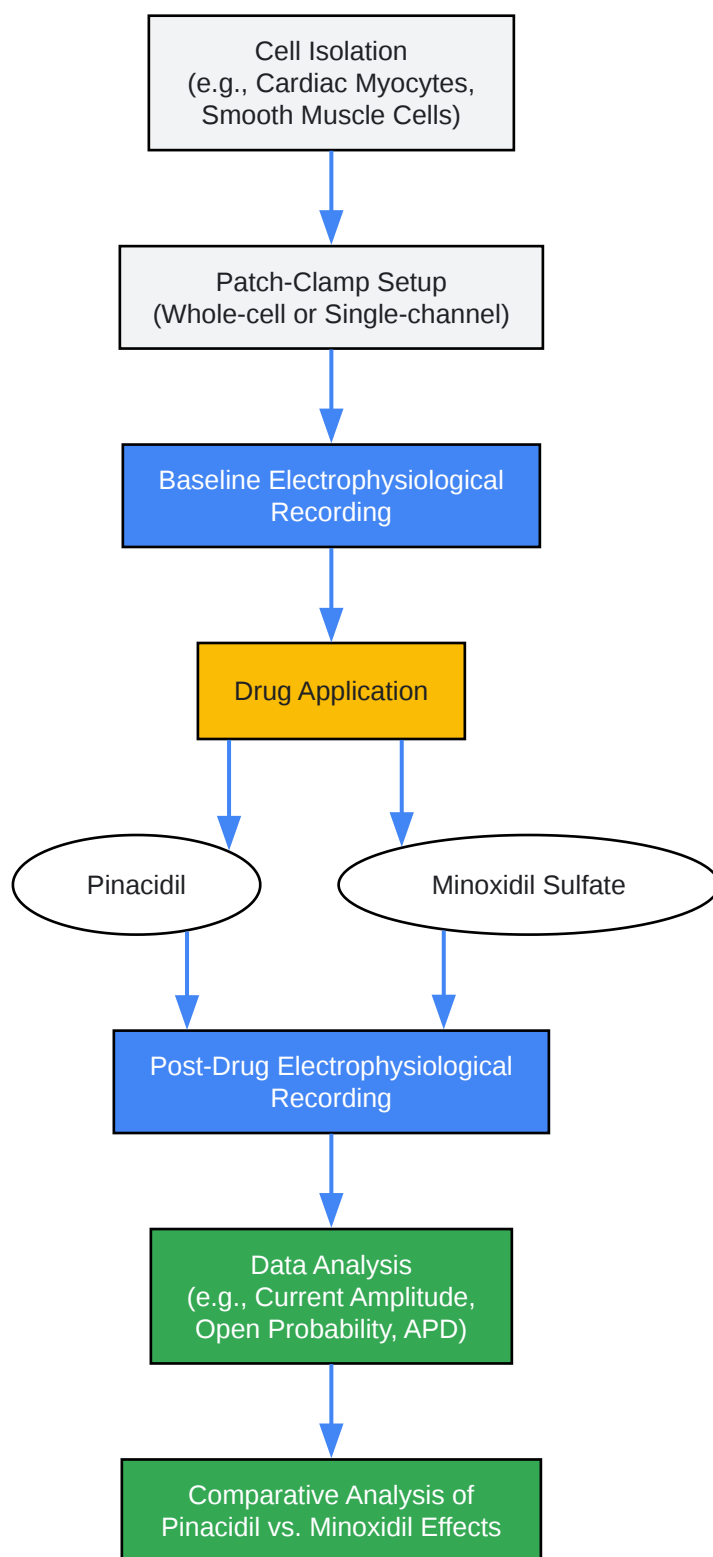 Cell Isolation
(e.g., Cardiac Myocytes,
Smooth Muscle Cells)
Patch-Clamp Setup
(Whole-cell or Single-channel)
Baseline Electrophysiological
Recording
Drug Application
Pinacidil
Minoxidil Sulfate
Post-Drug Electrophysiological
Recording
Data Analysis
(e.g., Current Amplitude,
Open Probability, APD)
Comparative Analysis of
Pinacidil vs. Minoxidil Effects